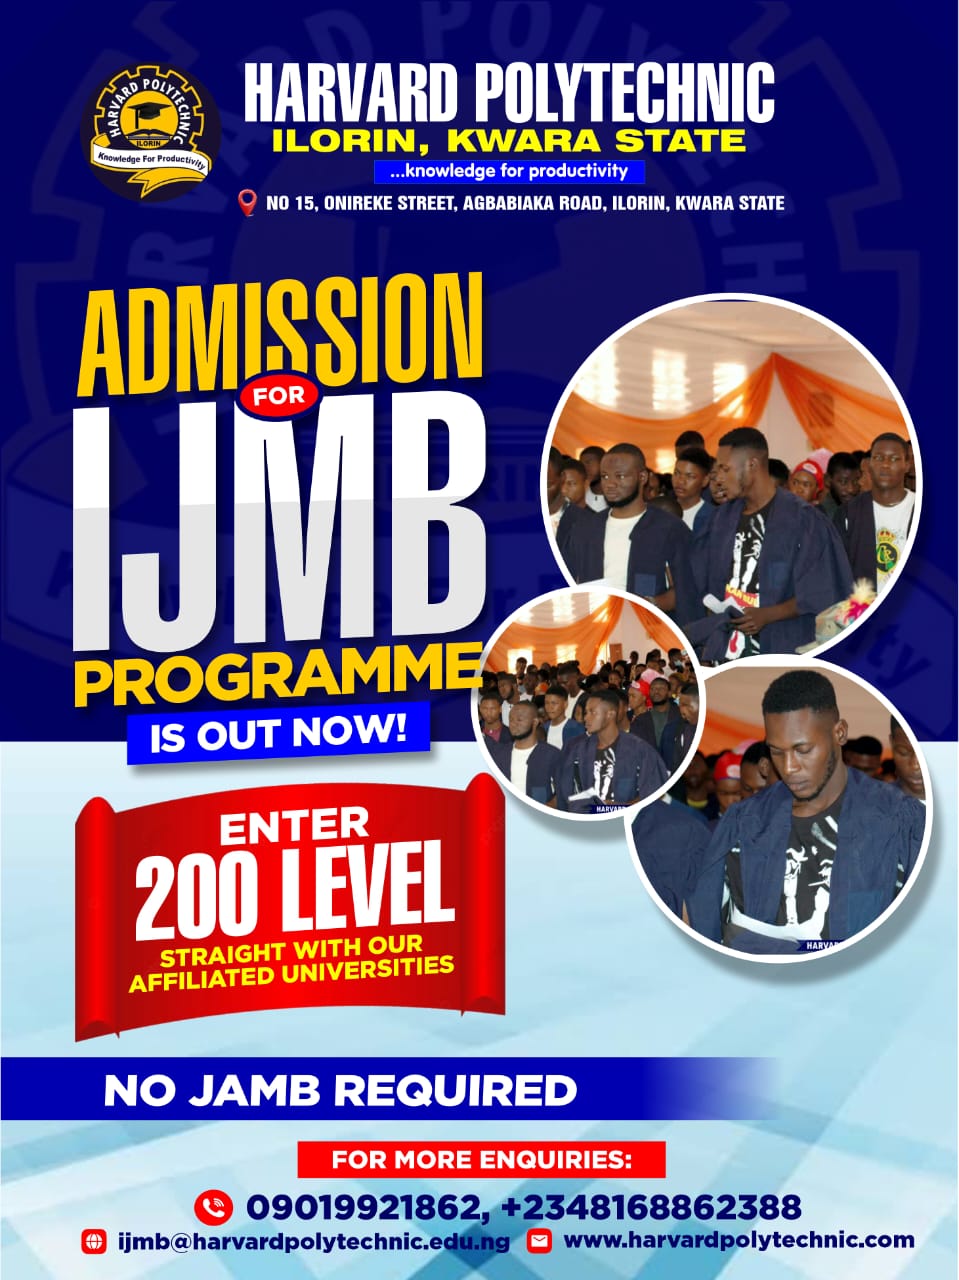 HARVARD POLYTECHNIC
ILORIN
Knowledge For Productivity
HARVARD POLYTECHNIC
ILORIN, KWARA STATE
...knowledge for productivity
NO 15, ONIREKE STREET, AGBABIAKA ROAD, ILORIN, KWARA STATE
ADMISSION
FOR
IJMB
PROGRAMME
IS OUT NOW!
ENTER
200 LEVEL
STRAIGHT WITH OUR
AFFILIATED UNIVERSITIES
NO JAMB REQUIRED
FOR MORE ENQUIRIES:
09019921862, +2348168862388
ijmb@harvardpolytechnic.edu.ng www.harvardpolytechnic.com